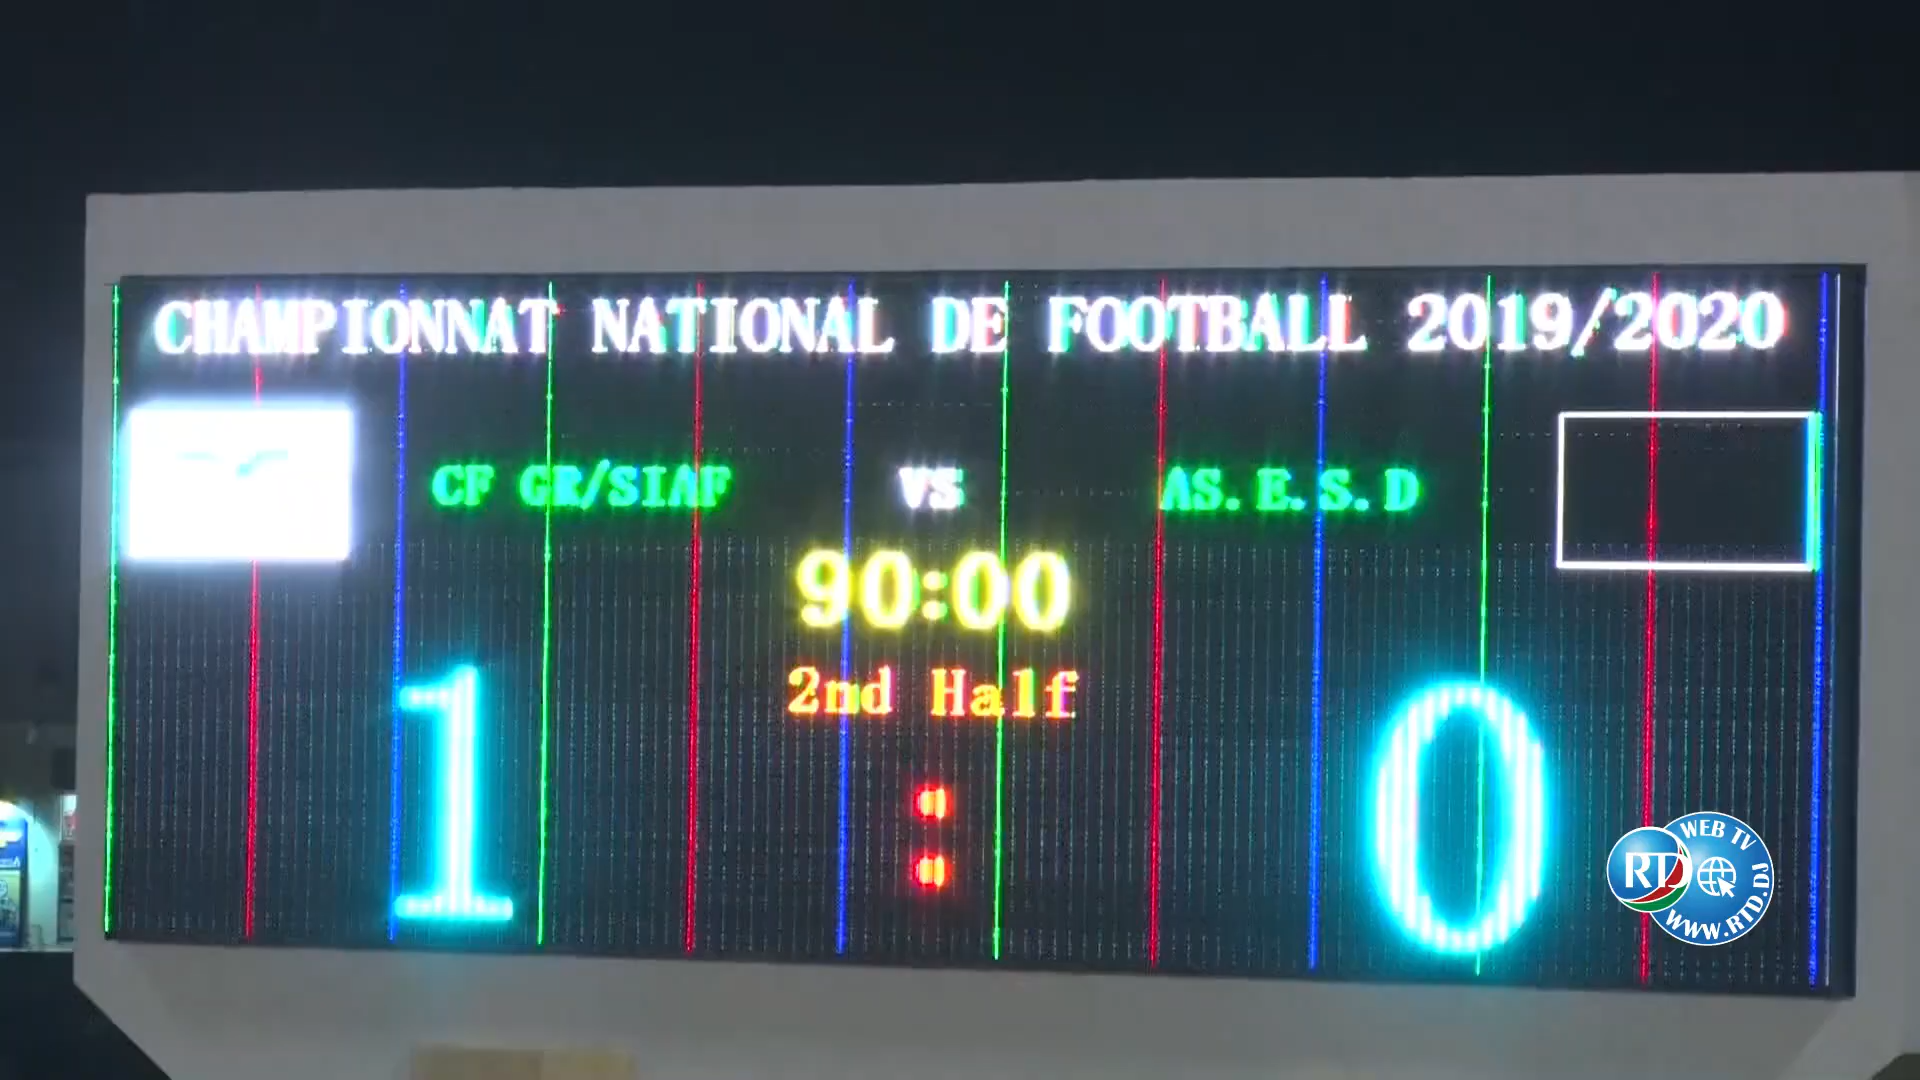 CHAMPIONNAT NATIONAL DE FOOTBALL 2019/2020
CF GR/SIAF VS AS.E.S.D
90:00
2nd Half
1 : 0
WEB TV
RTD
WWW.RTD.DJ